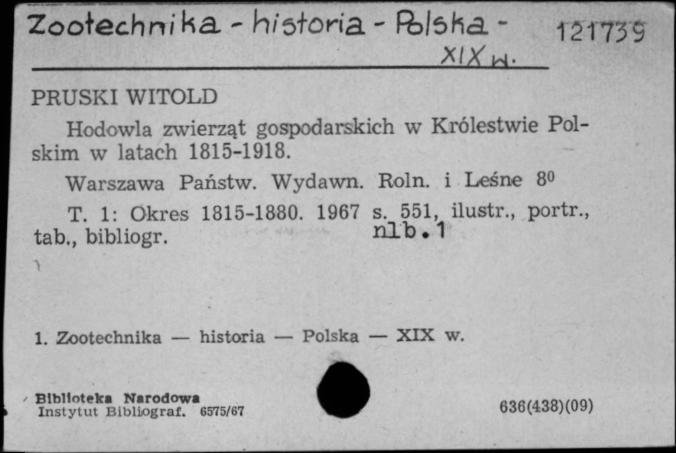 Zootechnika - historia - Polska -
XIX w.
121739
PRUSKI WITOLD
Hodowla zwierząt gospodarskich w Królestwie Pol-
skim w latach 1815-1918.
Warszawa Państw. Wydawn. Roln. i Leśne 8⁰
T. 1: Okres 1815-1880. 1967 s. 551, ilustr., portr.,
tab., bibliogr. nlb. 1
1. Zootechnika — historia — Polska — XIX w.
Biblioteka Narodowa
Instytut Bibliograf. 6575/67
636(438)(09)